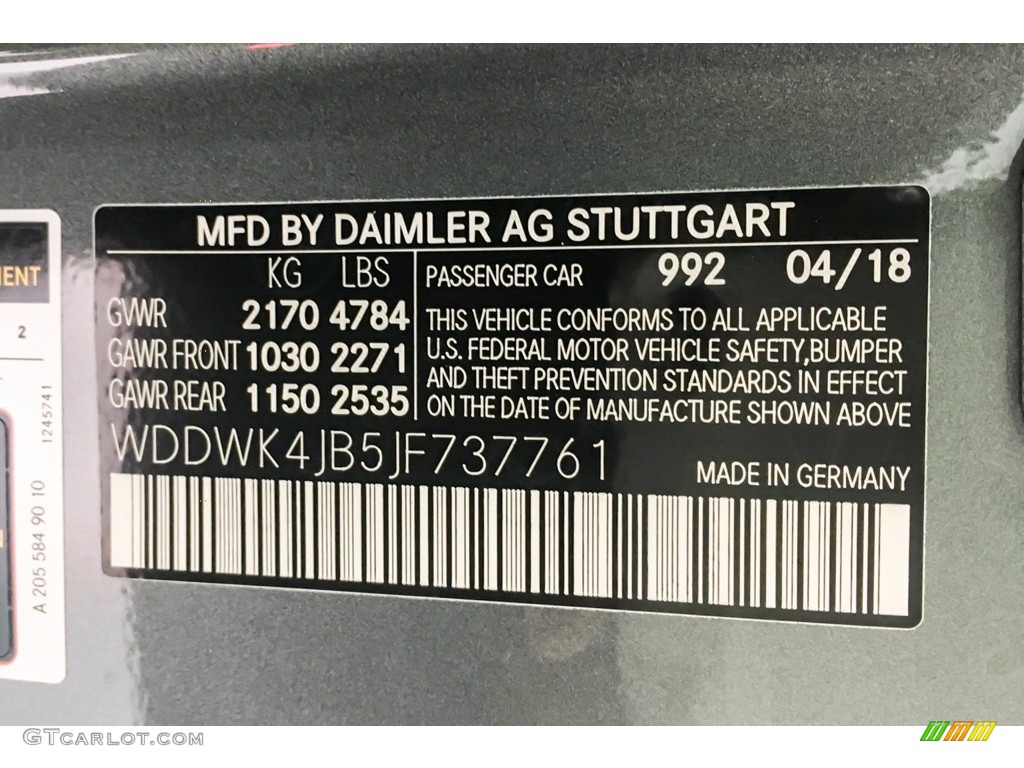 MFD BY DAIMLER AG STUTTGART
KG LBS
GVWR 2170 4784
GAWR FRONT 1030 2271
GAWR REAR 1150 2535
PASSENGER CAR 992 04/18
THIS VEHICLE CONFORMS TO ALL APPLICABLE
U.S. FEDERAL MOTOR VEHICLE SAFETY,BUMPER
AND THEFT PREVENTION STANDARDS IN EFFECT
ON THE DATE OF MANUFACTURE SHOWN ABOVE
WDDWK4JB5JF737761
MADE IN GERMANY
2
1245741
A 205 584 90 10
GTCARLOT.COM